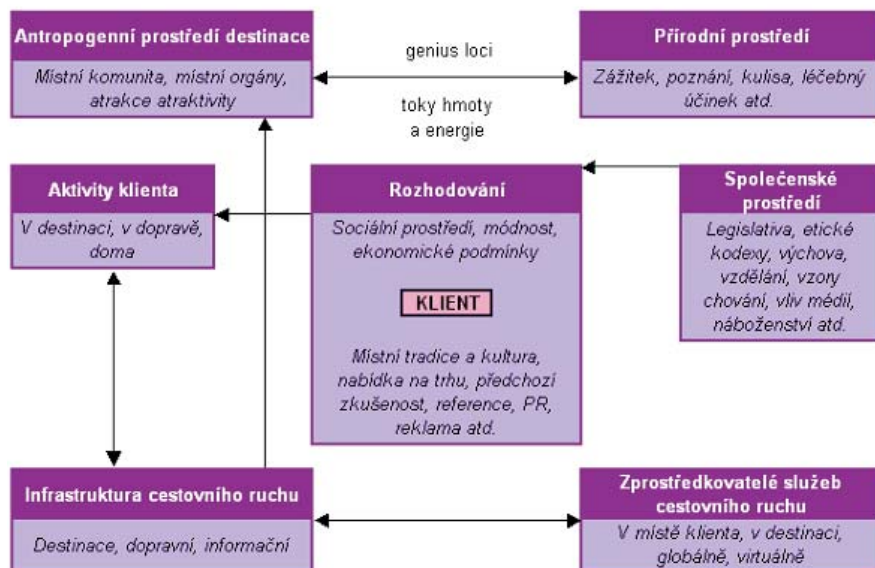 Antropogenní prostředí destinace
Místní komunita, místní orgány,
atrakce atraktivity
genius loci
toky hmoty
a energie
Přírodní prostředí
Zážitek, poznání, kulisa, léčebný
účinek atd.
Aktivity klienta
V destinaci, v dopravě,
doma
Rozhodování
Sociální prostředí, módnost,
ekonomické podmínky
KLIENT
Místní tradice a kultura,
nabídka na trhu, předchozí
zkušenost, reference, PR,
reklama atd.
Společenské
prostředí
Legislativa, etické
kodexy, výchova,
vzdělání, vzory
chování, vliv médií,
náboženství atd.
Infrastruktura cestovního ruchu
Destinace, dopravní, informační
Zprostředkovatelé služeb
cestovního ruchu
V místě klienta, v destinaci,
globálně, virtuálně